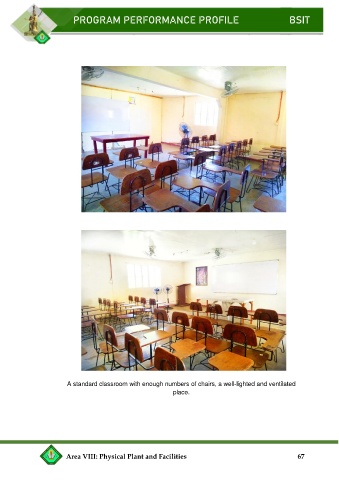 PROGRAM PERFORMANCE PROFILE BSIT
A standard classroom with enough numbers of chairs, a well-lighted and ventilated
place.
Area VIII: Physical Plant and Facilities 67